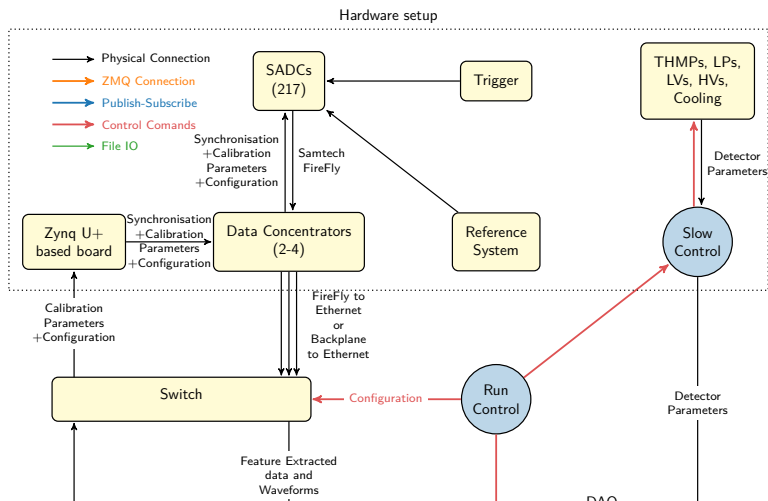 Hardware setup
Physical Connection
ZMQ Connection
Publish-Subscribe
Control Comands
File IO
SADCs
(217)
Trigger
THMPs, LPs,
LVs, HVs,
Cooling
Synchronisation
+Calibration
Parameters
+Configuration
Samtech
FireFly
Detector
Parameters
Zynq U+
based board
Synchronisation
+Calibration
Parameters
+Configuration
Data Concentrators
(2-4)
Reference
System
Slow
Control
Calibration
Parameters
+Configuration
FireFly to
Ethernet
or
Backplane
to Ethernet
Switch
Configuration
Run
Control
Detector
Parameters
Feature Extracted
data and
Waveforms
DAQ